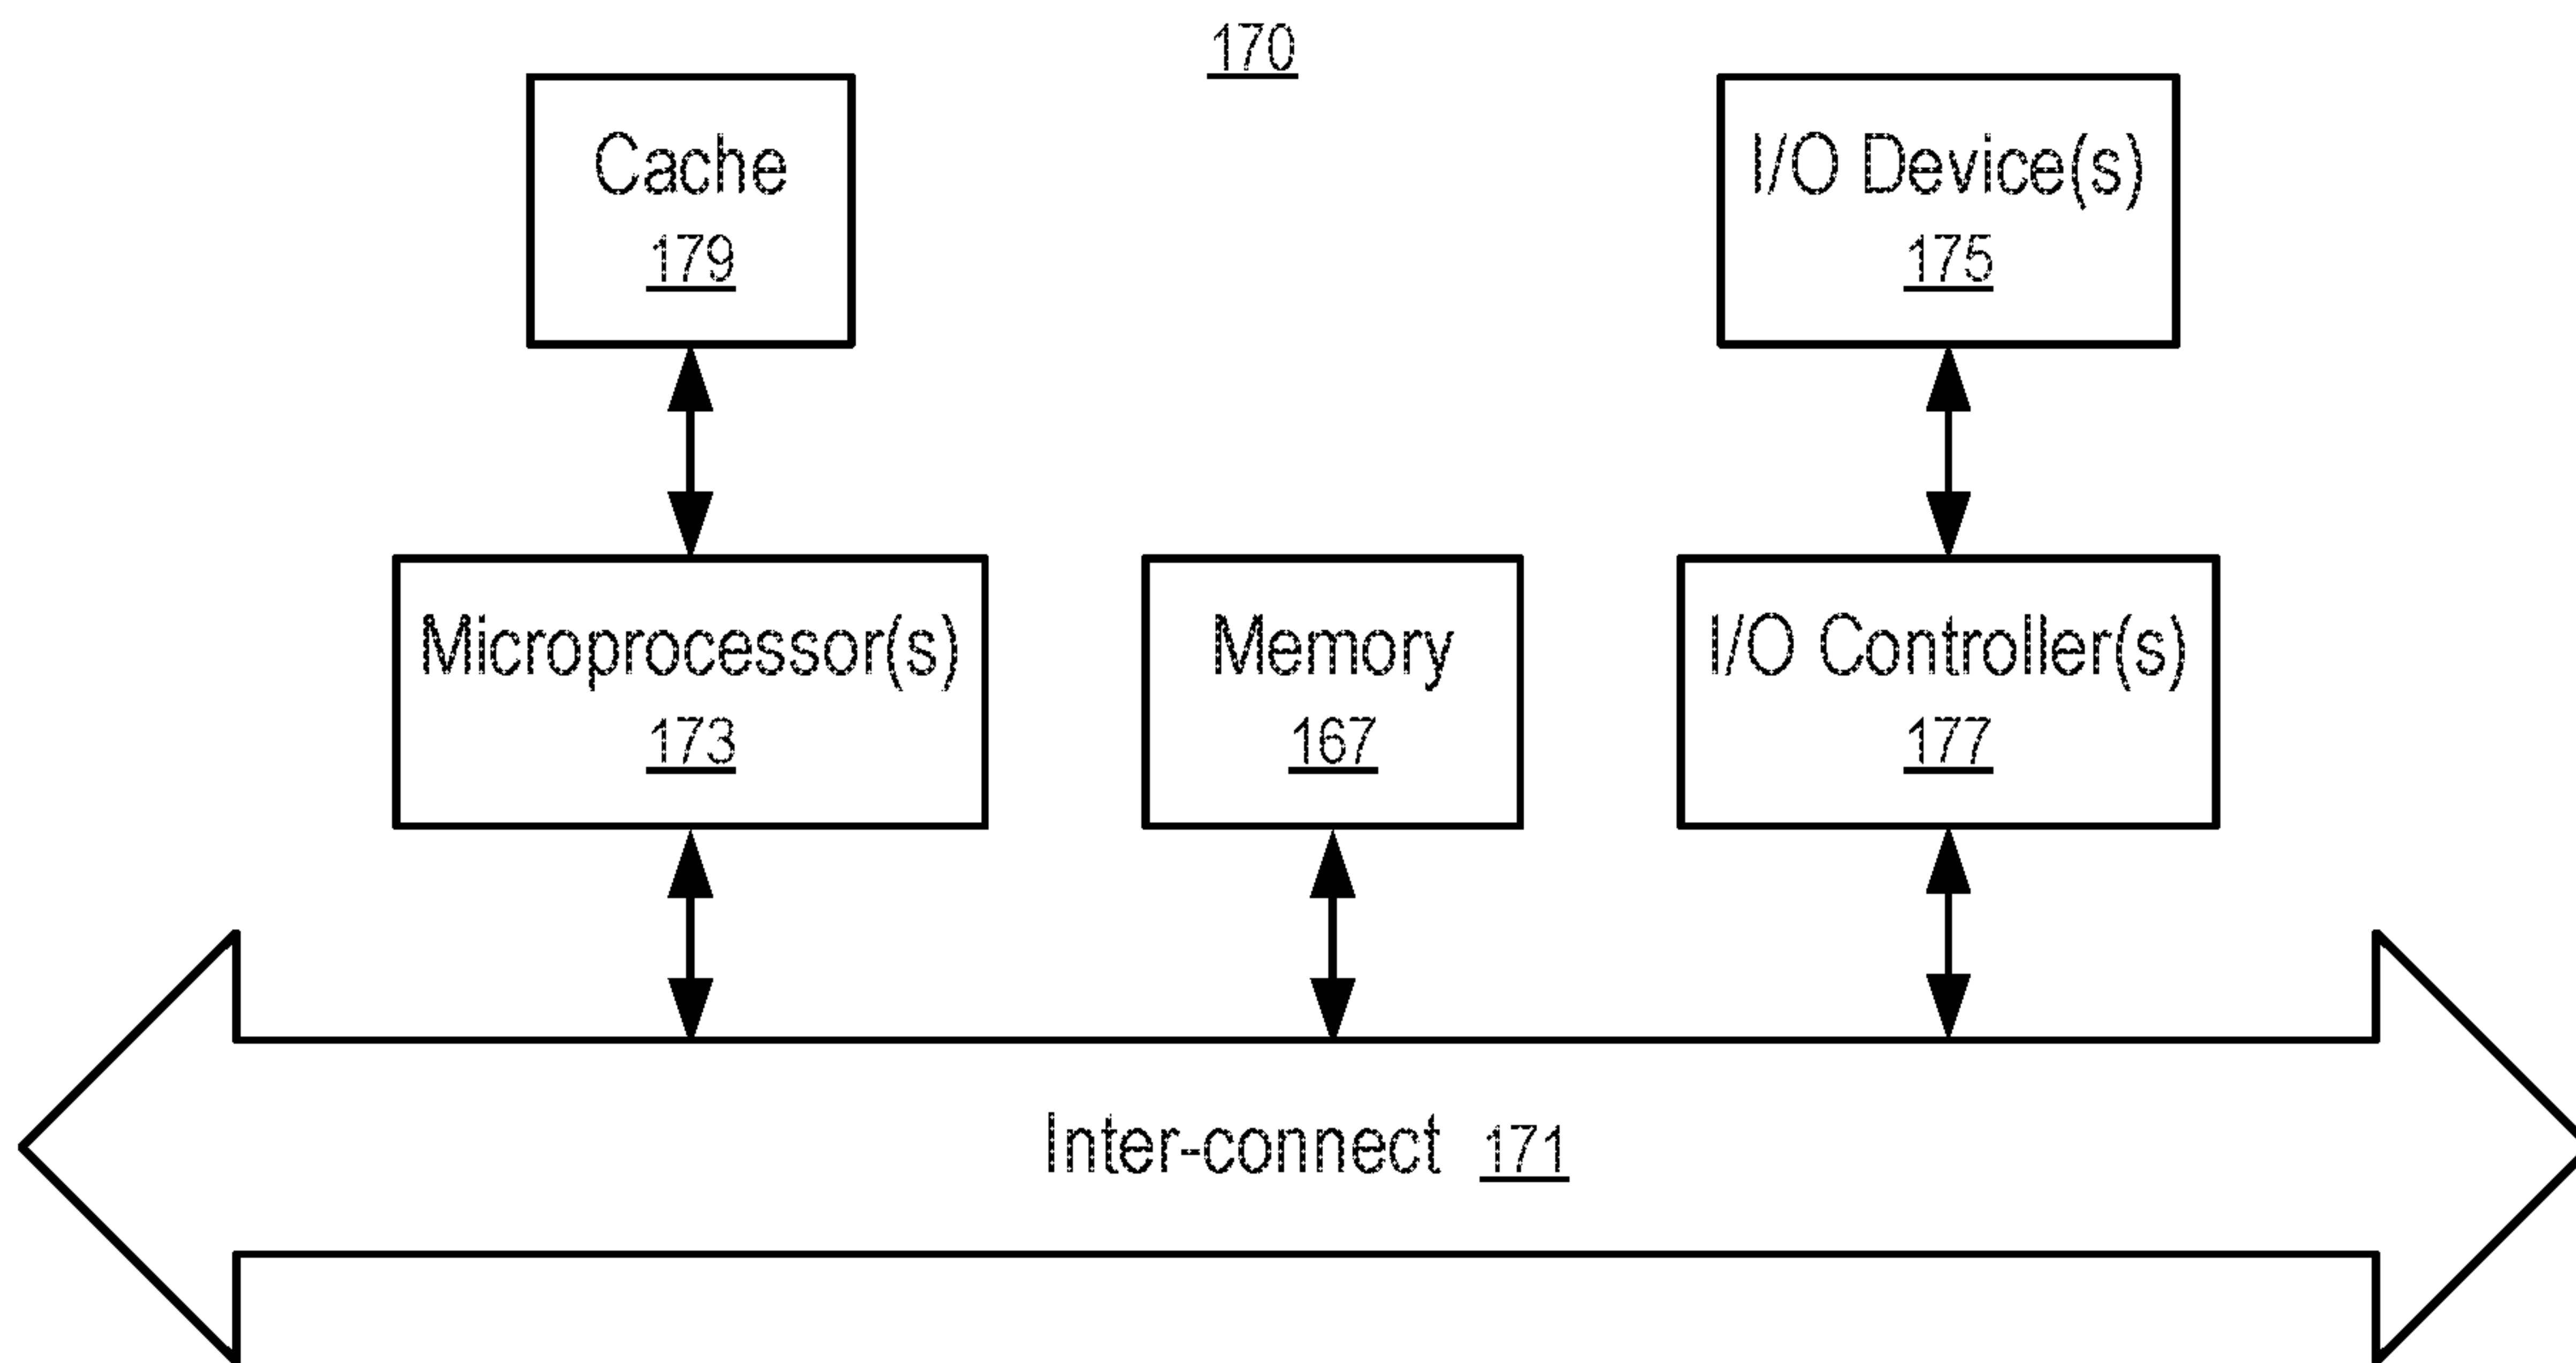 170
Cache
179
I/O Device(s)
175
Microprocessor(s)
173
Memory
167
I/O Controller(s)
177
Inter-connect 171